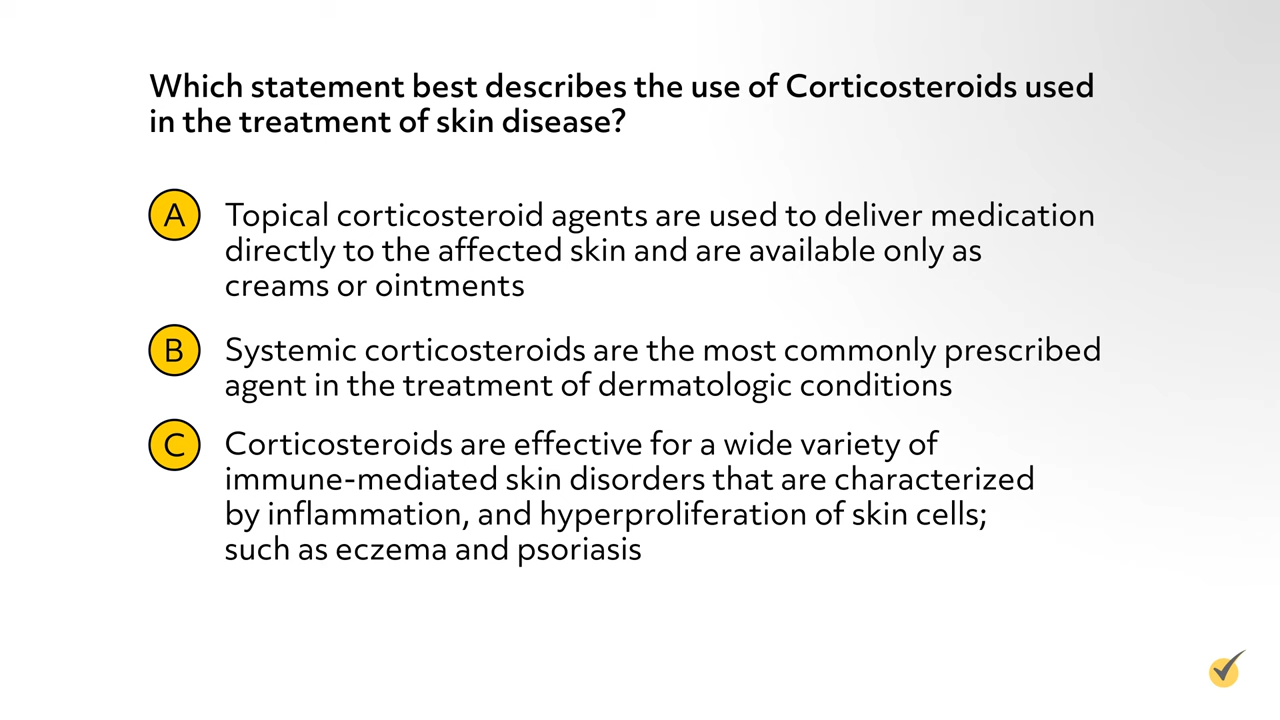 Which statement best describes the use of Corticosteroids used
in the treatment of skin disease?
A Topical corticosteroid agents are used to deliver medication
directly to the affected skin and are available only as
creams or ointments
B Systemic corticosteroids are the most commonly prescribed
agent in the treatment of dermatologic conditions
C Corticosteroids are effective for a wide variety of
immune-mediated skin disorders that are characterized
by inflammation, and hyperproliferation of skin cells;
such as eczema and psoriasis